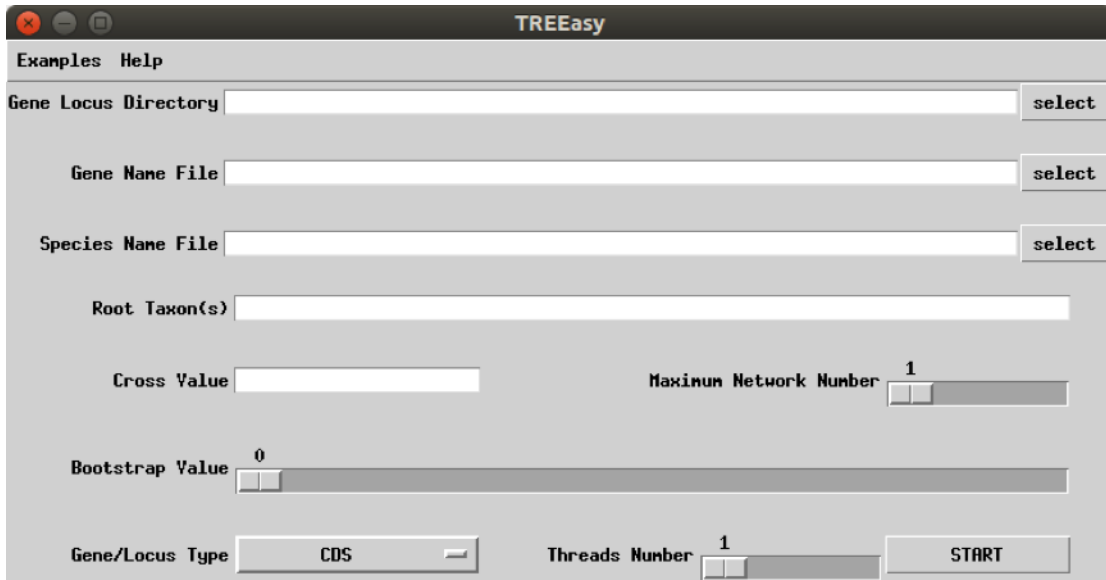 TREEasy
Examples Help
Gene Locus Directory select
Gene Name File select
Species Name File select
Root Taxon(s)
Cross Value Maximum Network Number 1
Bootstrap Value 0
Gene/Locus Type CDS Threads Number 1 START